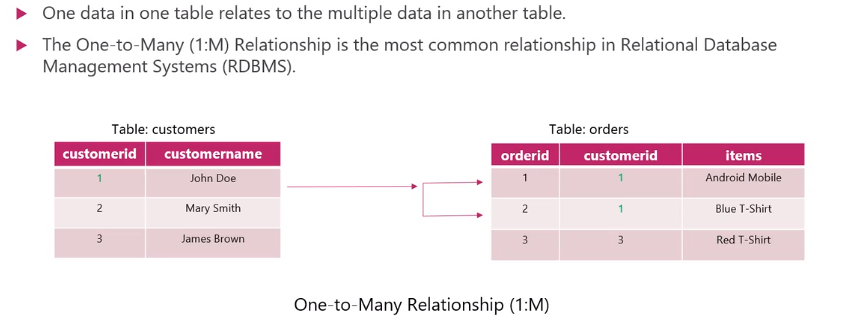 One data in one table relates to the multiple data in another table.
The One-to-Many (1:M) Relationship is the most common relationship in Relational Database
Management Systems (RDBMS).
Table: customers
customerid customername
1 John Doe
2 Mary Smith
3 James Brown
Table: orders
orderid customerid items
1 1 Android Mobile
2 1 Blue T-Shirt
3 3 Red T-Shirt
One-to-Many Relationship (1:M)